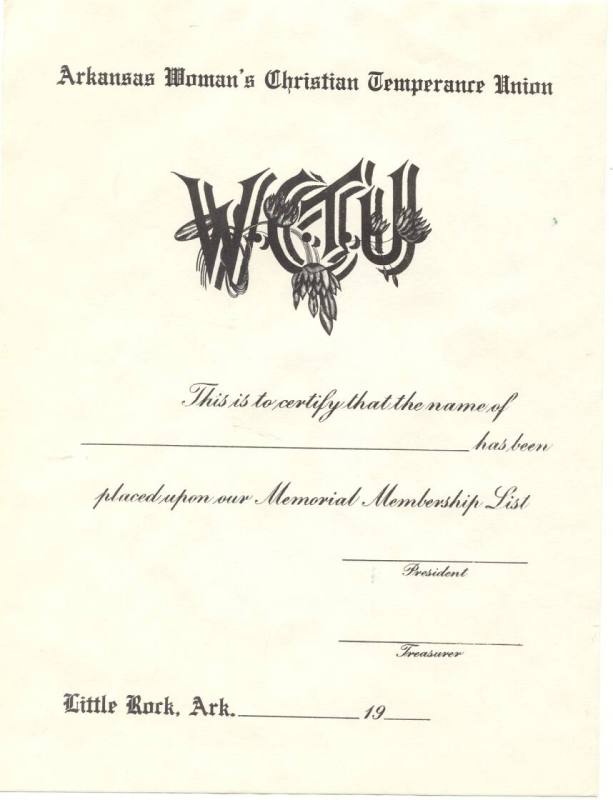 Arkansas Woman's Christian Temperance Union
W.C.T.U
This is to certify that the name of
has been
placed upon our Memorial Membership List
President
Treasurer
Little Rock, Ark. 19